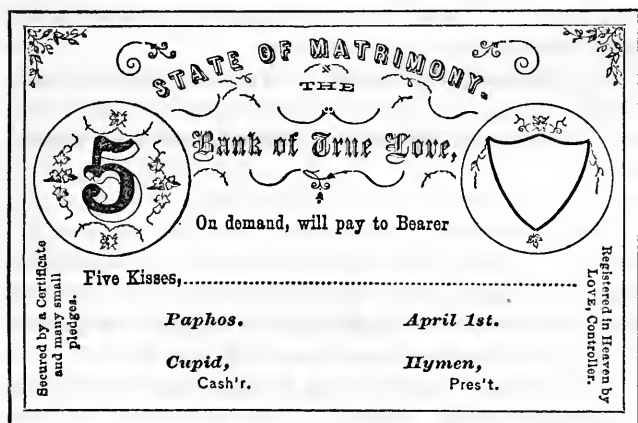 STATE OF MATRIMONY.
THE
Bank of True Love,
5
On demand, will pay to Bearer
Five Kisses,
Paphos. April 1st.
Cupid, Hymen,
Cash'r. Pres't.
Secured by a Certificate
and many small
pledges.
Registered in Heaven by
LOVE, Controller.